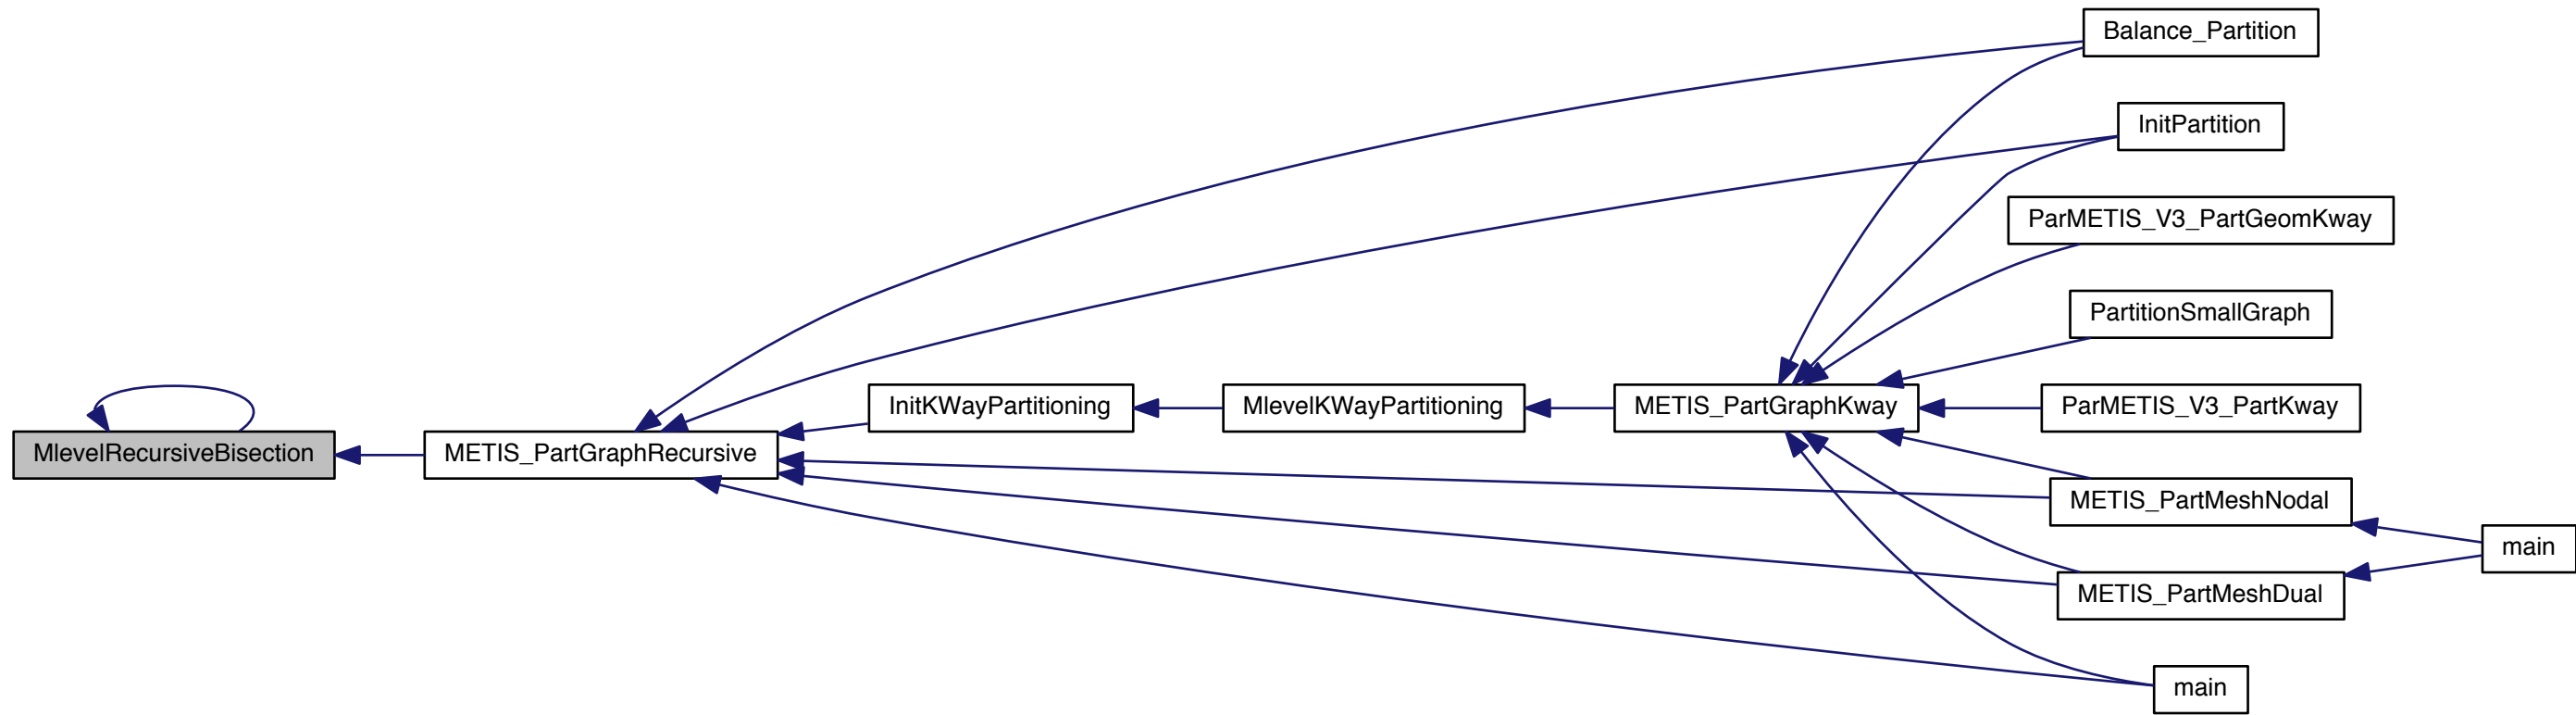 Balance_Partition
InitPartition
ParMETIS_V3_PartGeomKway
PartitionSmallGraph
InitKWayPartitioning
MlevelKWayPartitioning
METIS_PartGraphKway
ParMETIS_V3_PartKway
MlevelRecursiveBisection
METIS_PartGraphRecursive
METIS_PartMeshNodal
main
METIS_PartMeshDual
main